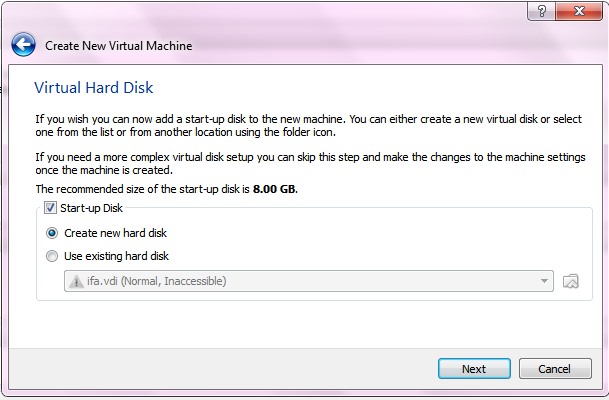 ?
Create New Virtual Machine
Virtual Hard Disk
If you wish you can now add a start-up disk to the new machine. You can either create a new virtual disk or select
one from the list or from another location using the folder icon.
If you need a more complex virtual disk setup you can skip this step and make the changes to the machine settings
once the machine is created.
The recommended size of the start-up disk is 8.00 GB.
Start-up Disk
Create new hard disk
Use existing hard disk
ifa.vdi (Normal, Inaccessible)
Next Cancel